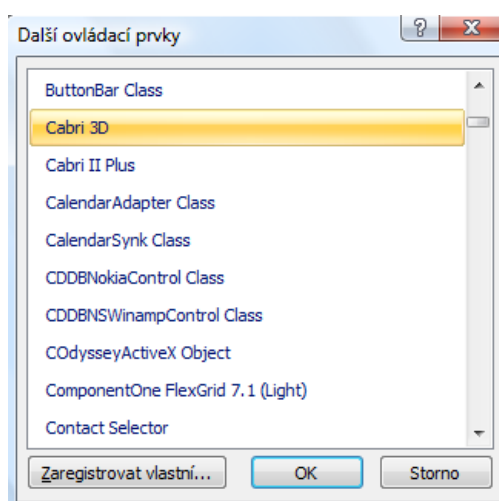 Další ovládací prvky
ButtonBar Class
Cabri 3D
Cabri II Plus
CalendarAdapter Class
CalendarSynk Class
CDDBNokiaControl Class
CDDBNSWinampControl Class
COdysseyActiveX Object
ComponentOne FlexGrid 7.1 (Light)
Contact Selector
Zaregistrovat vlastní... OK Storno